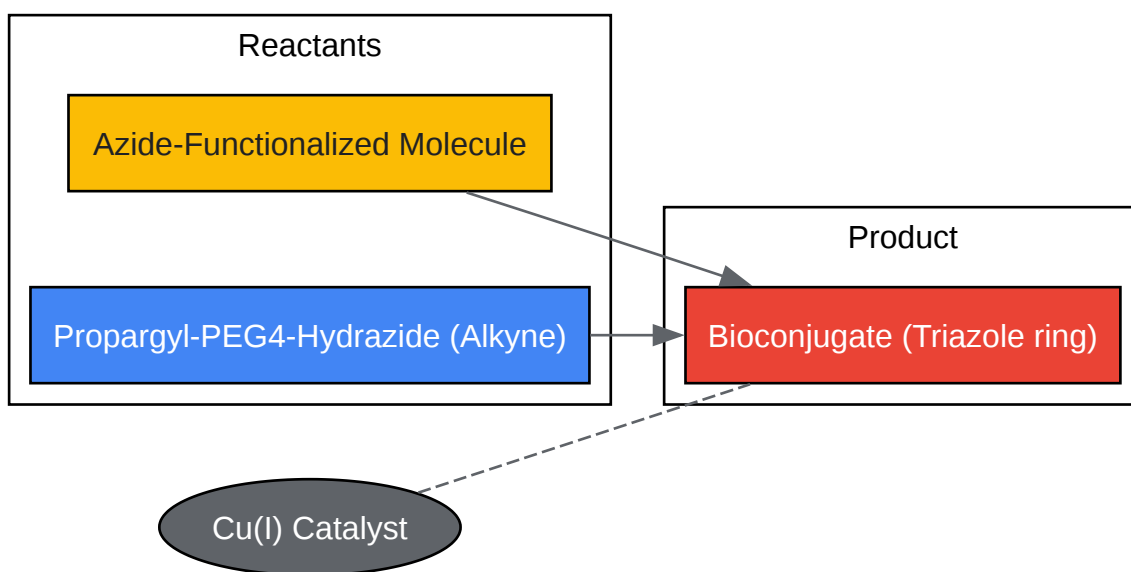 Reactants
Azide-Functionalized Molecule
Product
Propargyl-PEG4-Hydrazide (Alkyne)
Bioconjugate (Triazole ring)
Cu(I) Catalyst